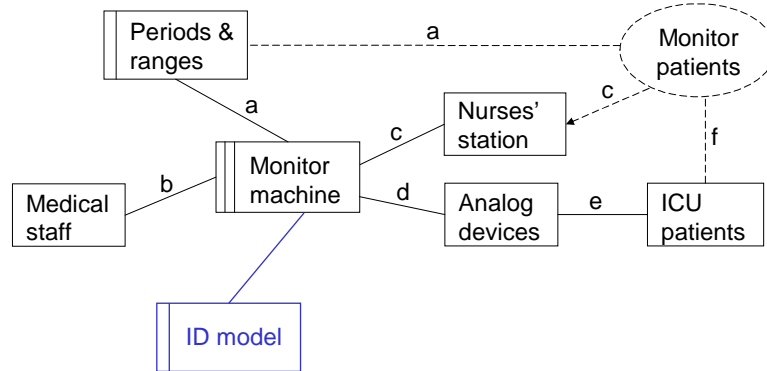 Periods &
ranges
a
Monitor
patients
a
c
Nurses'
station
c
f
Monitor
machine
b
Medical
staff
d
Analog
devices
e
ICU
patients
ID model